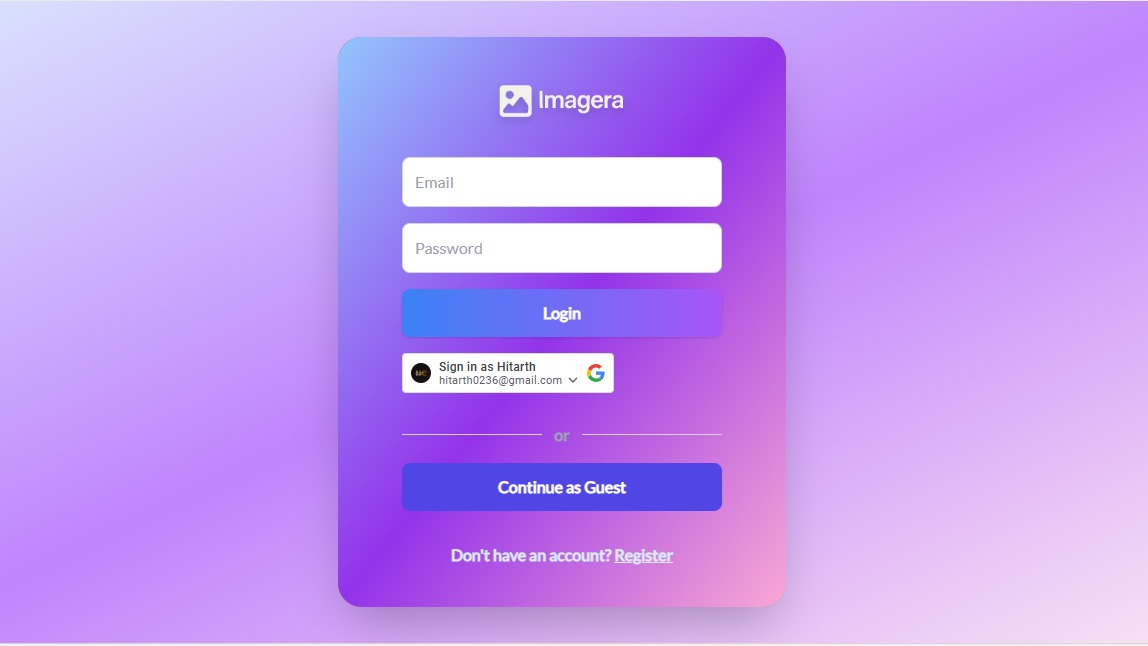 Imagera
Email
Password
Login
Sign in as Hitarth
hitarth0236@gmail.com
or
Continue as Guest
Don't have an account? Register